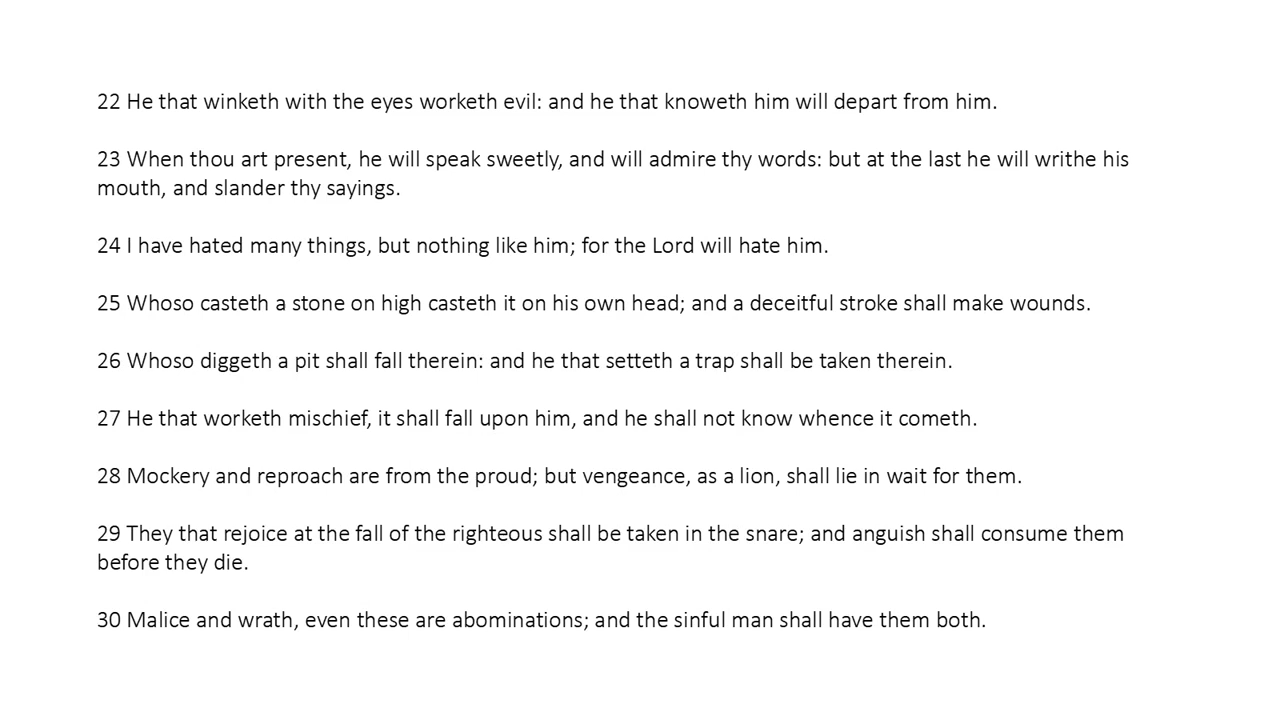 22 He that winketh with the eyes worketh evil: and he that knoweth him will depart from him.
23 When thou art present, he will speak sweetly, and will admire thy words: but at the last he will writhe his
mouth, and slander thy sayings.
24 I have hated many things, but nothing like him; for the Lord will hate him.
25 Whoso casteth a stone on high casteth it on his own head; and a deceitful stroke shall make wounds.
26 Whoso diggeth a pit shall fall therein: and he that setteth a trap shall be taken therein.
27 He that worketh mischief, it shall fall upon him, and he shall not know whence it cometh.
28 Mockery and reproach are from the proud; but vengeance, as a lion, shall lie in wait for them.
29 They that rejoice at the fall of the righteous shall be taken in the snare; and anguish shall consume them
before they die.
30 Malice and wrath, even these are abominations; and the sinful man shall have them both.